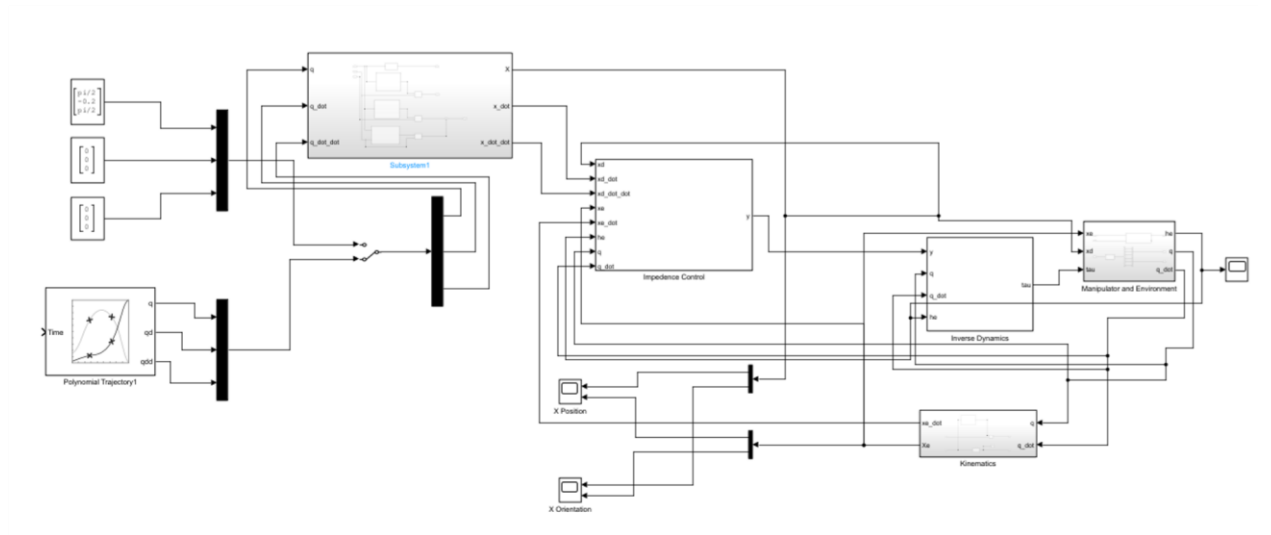 pi/2
-0.2
pi/2
0
0
0
0
0
0
Time
q
qd
qdd
Polynomial Trajectory1
q
q_dot
q_dot_dot
X
x_dot
x_dot_dot
Subsystem1
xd
xd_dot
xd_dot_dot
xe
xe_dot
he
q
q_dot
y
Impedance Control
y
q
q_dot
he
tau
Inverse Dynamics
xe
xd
tau
he
q
q_dot
Manipulator and Environment
X Position
X Orientation
xe_dot
Xe
q
q_dot
Kinematics